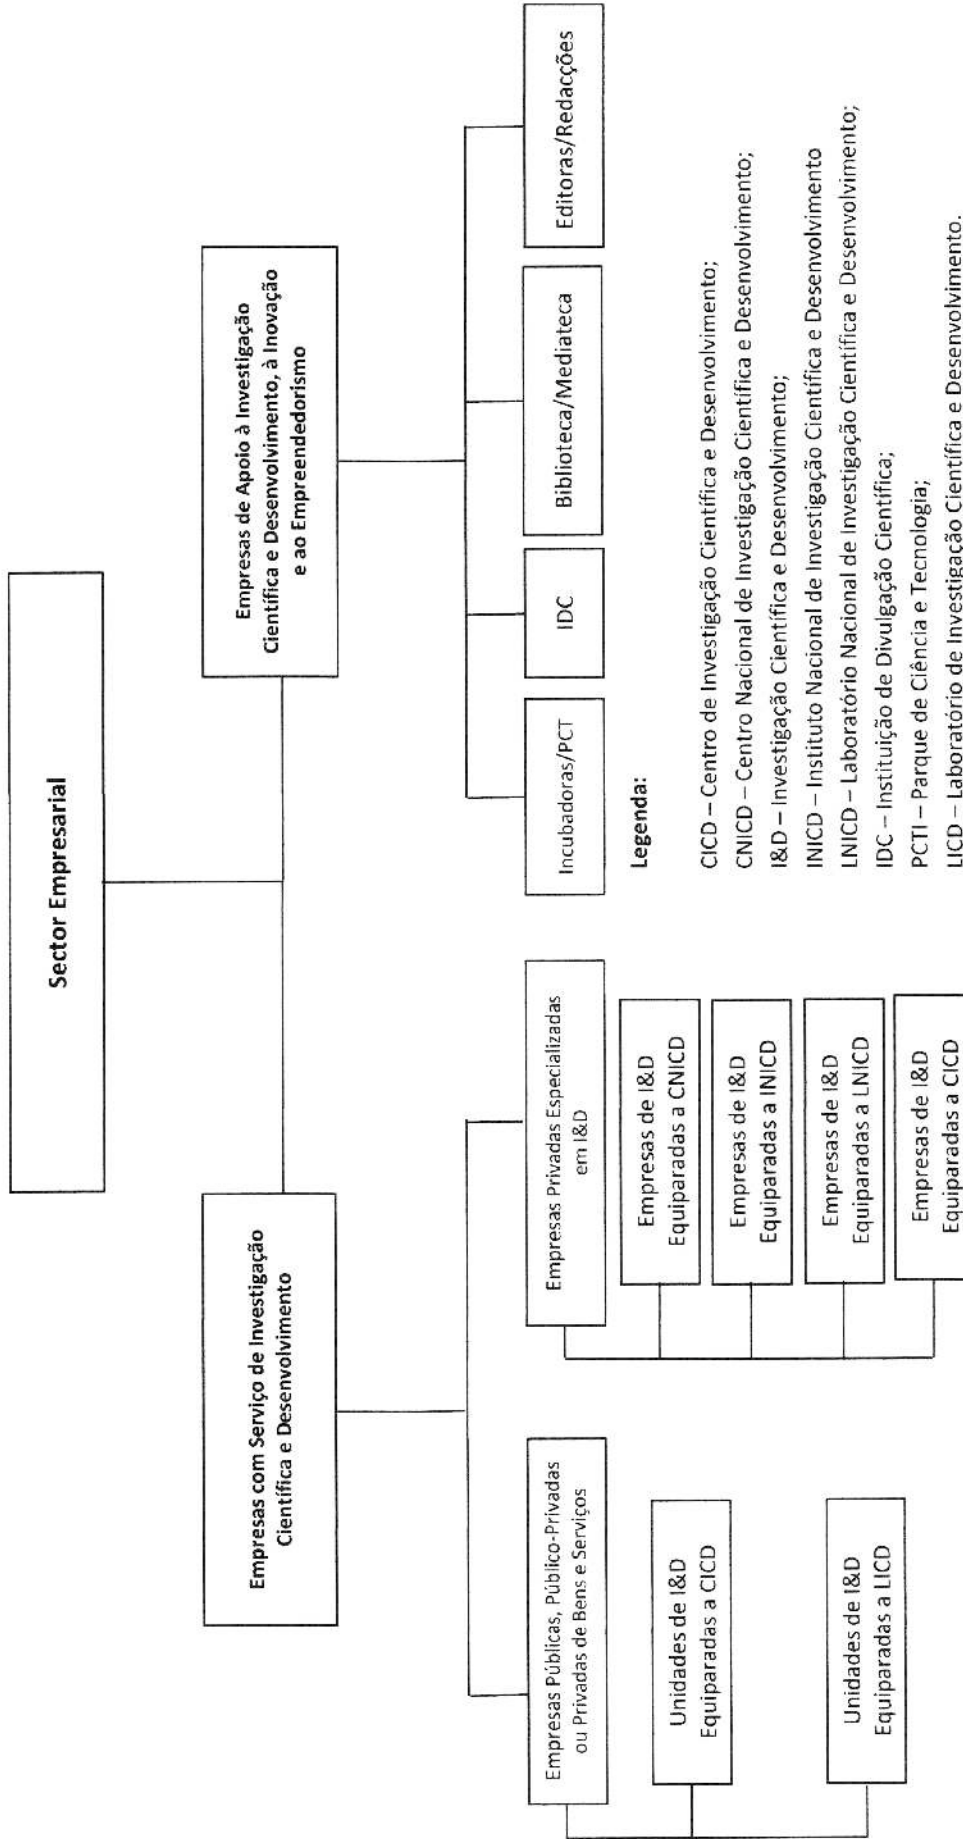 Sector Empresarial
Empresas com Serviço de Investigação
Científica e Desenvolvimento
Empresas de Apoio à Investigação
Científica e Desenvolvimento, à Inovação
e ao Empreendedorismo
Empresas Públicas, Público-Privadas
ou Privadas de Bens e Serviços
Empresas Privadas Especializadas
em I&D
Incubadoras/PCT
IDC
Biblioteca/Mediateca
Editoras/Redacções
Unidades de I&D
Equiparadas a CICD
Unidades de I&D
Equiparadas a LICD
Empresas de I&D
Equiparadas a CNICD
Empresas de I&D
Equiparadas a INICD
Empresas de I&D
Equiparadas a LNICD
Empresas de I&D
Equiparadas a CICD
Legenda:
CICD – Centro de Investigação Científica e Desenvolvimento;
CNICD – Centro Nacional de Investigação Científica e Desenvolvimento;
I&D – Investigação Científica e Desenvolvimento;
INICD – Instituto Nacional de Investigação Científica e Desenvolvimento
LNICD – Laboratório Nacional de Investigação Científica e Desenvolvimento;
IDC – Instituição de Divulgação Científica;
PCTI – Parque de Ciência e Tecnologia;
LICD – Laboratório de Investigação Científica e Desenvolvimento.